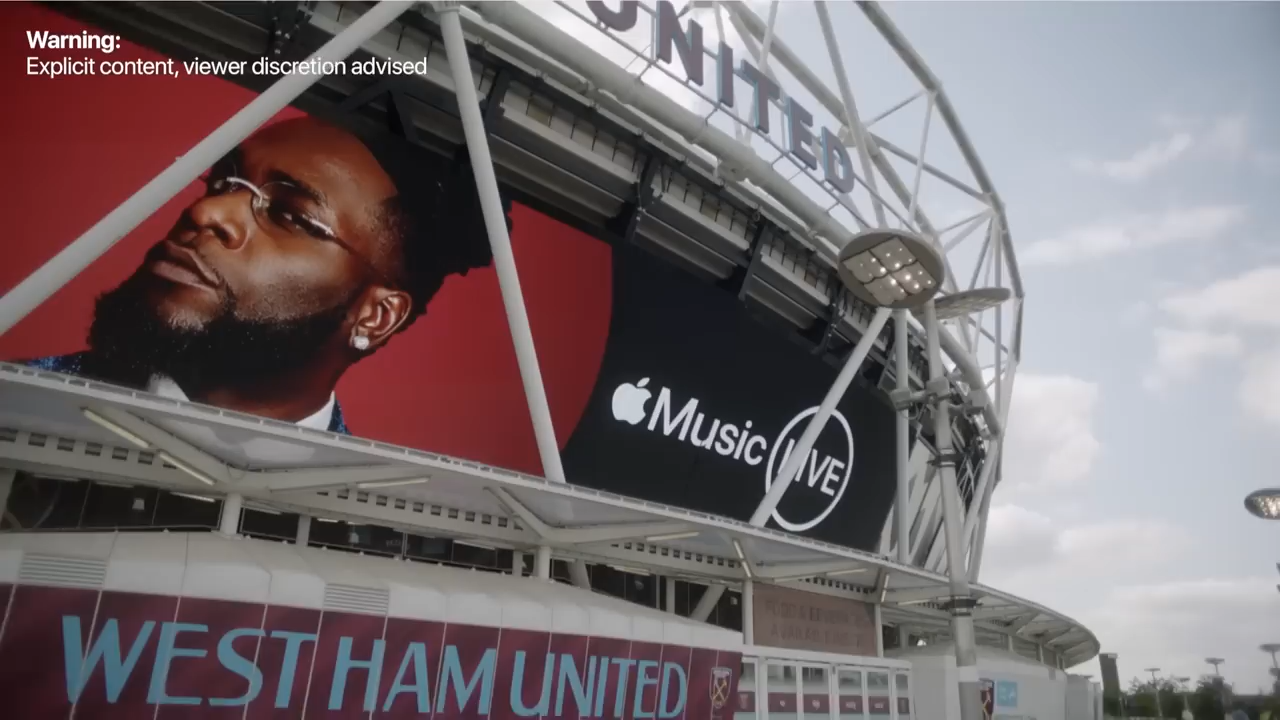 Warning:
Explicit content, viewer discretion advised
UNITED
Music LIVE
WEST HAM UNITED